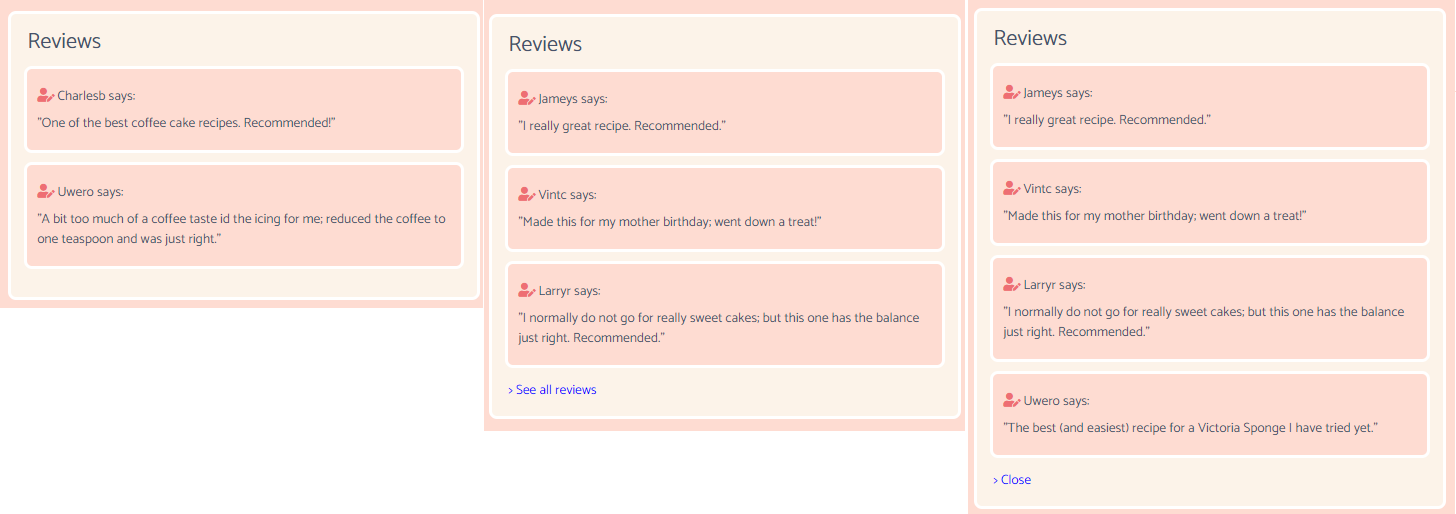 Reviews
Charlesb says:
"One of the best coffee cake recipes. Recommended!"
Uwero says:
"A bit too much of a coffee taste id the icing for me; reduced the coffee to
one teaspoon and was just right."
Reviews
Jameys says:
"I really great recipe. Recommended."
Vintc says:
"Made this for my mother birthday; went down a treat!"
Larryr says:
"I normally do not go for really sweet cakes; but this one has the balance
just right. Recommended."
> See all reviews
Reviews
Jameys says:
"I really great recipe. Recommended."
Vintc says:
"Made this for my mother birthday; went down a treat!"
Larryr says:
"I normally do not go for really sweet cakes; but this one has the balance
just right. Recommended."
Uwero says:
"The best (and easiest) recipe for a Victoria Sponge I have tried yet."
> Close